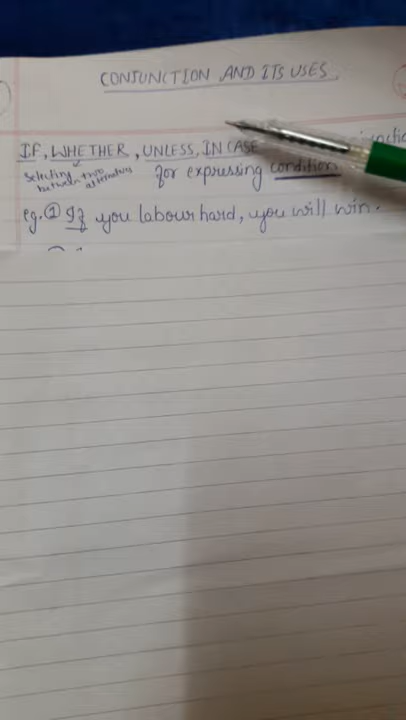 CONJUNCTION AND ITS USES
IF, WHETHER, UNLESS, IN CASE
Selecting between two alternatives
for expressing condition
eg. ① If you labour hard, you will win.